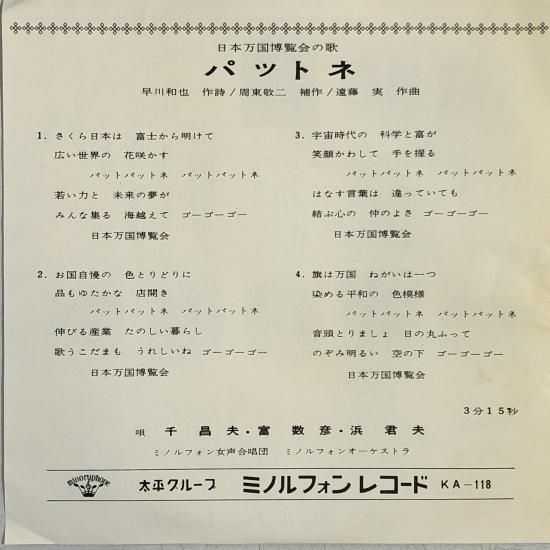 日本万国博覧会の歌
パットネ
早川和也 作詩/周東敬二 補作/遠藤 実 作曲
1. さくら日本は 富士から明けて
広い世界の 花咲かす
パットパットネ パットパットネ
若い力と 未来の夢が
みんな集る 海越えて ゴーゴーゴー
日本万国博覧会
2. お国自慢の 色とりどりに
品もゆたかな 店開き
パットパットネ パットパットネ
伸びる産業 たのしい暮らし
歌うこだまも うれしいね ゴーゴーゴー
日本万国博覧会
3. 宇宙時代の 科学と富が
笑顔かわして 手を握る
パットパットネ パットパットネ
はなす言葉は 違っていても
結ぶ心の 仲のよさ ゴーゴーゴー
日本万国博覧会
4. 旗は万国 ねがいは一つ
染める平和の 色模様
パットパットネ パットパットネ
音頭とりましょ 日の丸ふって
のぞみ明るい 空の下 ゴーゴーゴー
日本万国博覧会
3分15秒
唄 千昌夫・富 数彦・浜 君夫
ミノルフォン女声合唱団 ミノルフォンオーケストラ
minoruphone 太平グループ ミノルフォンレコード KA-118